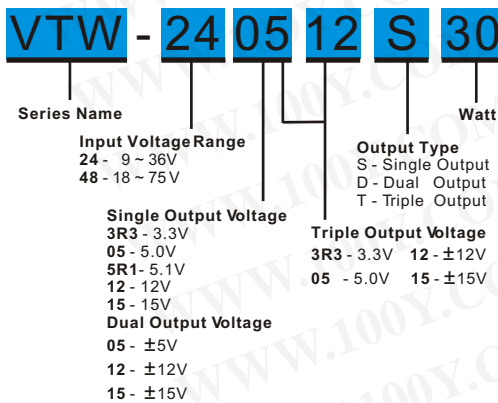 VTW - 24 05 12 S 30
Series Name
Watt
Input Voltage Range
24 - 9 ~ 36V
48 - 18 ~ 75V
Output Type
S - Single Output
D - Dual Output
T - Triple Output
Single Output Voltage
3R3 - 3.3V
05 - 5.0V
5R1 - 5.1V
12 - 12V
15 - 15V
Triple Output Voltage
3R3 - 3.3V 12 - ±12V
05 - 5.0V 15 - ±15V
Dual Output Voltage
05 - ±5V
12 - ±12V
15 - ±15V
WWW.100Y.COM